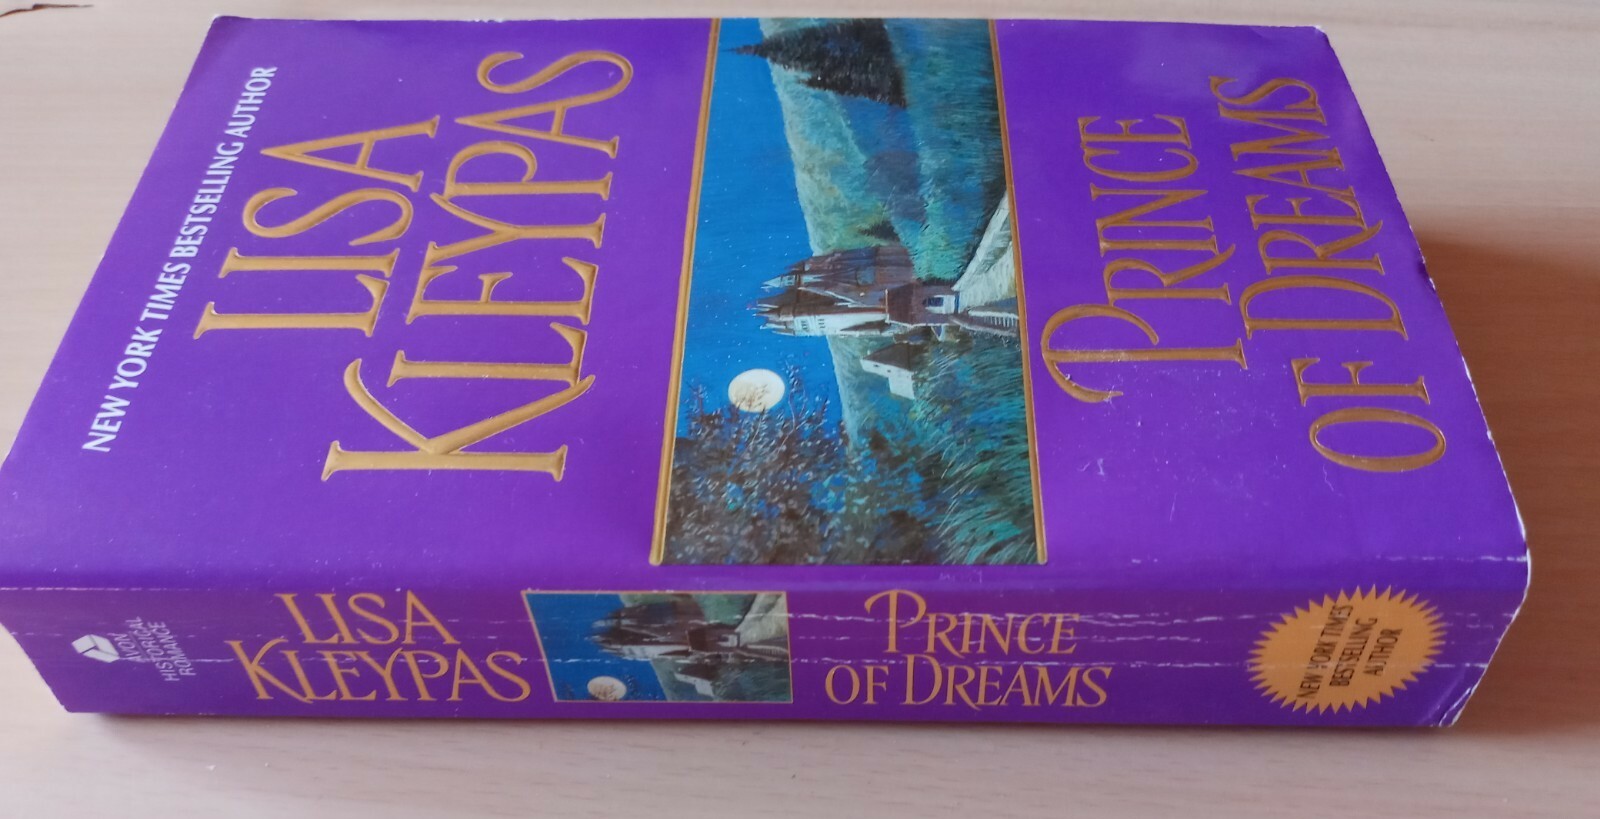 NEW YORK TIMES BESTSELLING AUTHOR
LISA
KLEYPAS
PRINCE
OF DREAMS
AVON
HISTORICAL
ROMANCE
LISA
KLEYPAS
PRINCE
OF DREAMS
NEW YORK TIMES
BESTSELLING
AUTHOR